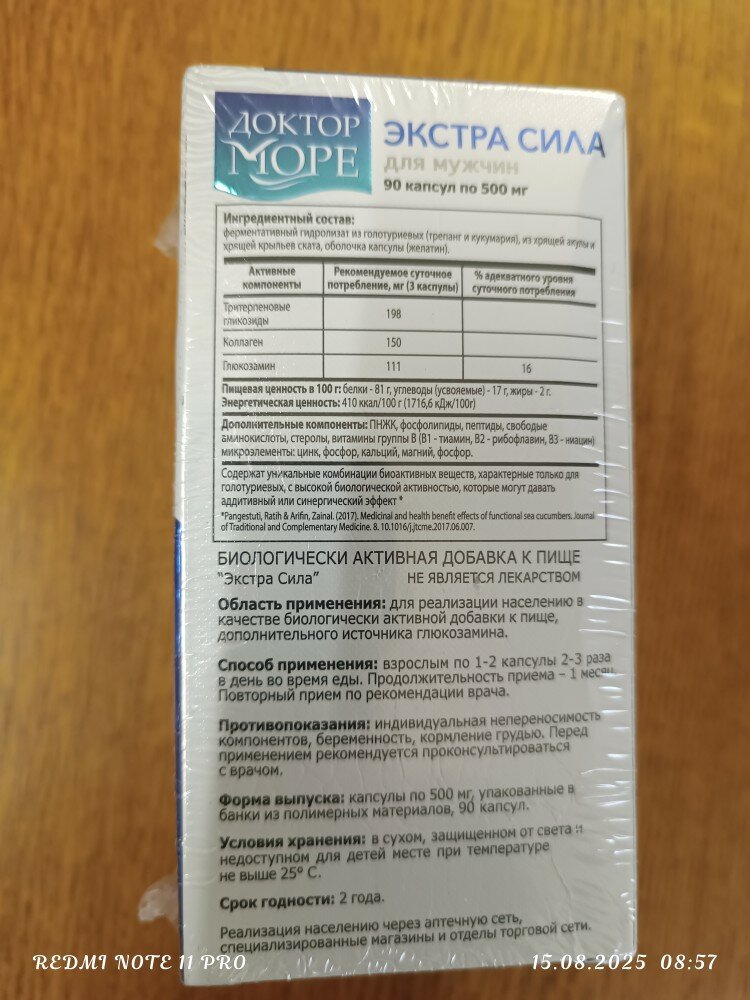 ДОКТОР
МОРЕ
ЭКСТРА СИЛА
для мужчин
90 капсул по 500 мг
Ингредиентный состав:
ферментативный гидролизат из голотуриевых (трепанг и кукумария), из хрящей акулы и
хрящей крыльев ската, оболочка капсулы (желатин).
Активные
компоненты
Рекомендуемое суточное
потребление, мг (3 каспулы)
% адекватного уровня
суточного потребления
Тритерпеновые
гликозиды
198
Коллаген
150
Глюкозамин
111
16
Пищевая ценность в 100 г: белки - 81 г, углеводы (усвояемые) - 17 г, жиры - 2 г.
Энергетическая ценность: 410 ккал/100 г (1716,6 кДж/100г)
Дополнительные компоненты: ПНЖК, фосфолипиды, пептиды, свободные
аминокислоты, стеролы, витамины группы В (В1 - тиамин, В2 - рибофлавин, В3 - ниацин)
микроэлементы: цинк, фосфор, кальций, магний, фосфор.
Содержат уникальные комбинации биоактивных веществ, характерные только для
голотуриевых, с высокой биологической активностью, которые могут давать
аддитивный или синергический эффект *
*Pangestuti, Ratih & Arifin, Zainal. (2017). Medicinal and health benefit effects of functional sea cucumbers. Journal
of Traditional and Complementary Medicine. 8. 10.1016/j.jtcme.2017.06.007.
БИОЛОГИЧЕСКИ АКТИВНАЯ ДОБАВКА К ПИЩЕ
"Экстра Сила" НЕ ЯВЛЯЕТСЯ ЛЕКАРСТВОМ
Область применения: для реализации населению в
качестве биологически активной добавки к пище,
дополнительного источника глюкозамина.
Способ применения: взрослым по 1-2 капсулы 2-3 раза
в день во время еды. Продолжительность приема – 1 месяц.
Повторный прием по рекомендации врача.
Противопоказания: индивидуальная непереносимость
компонентов, беременность, кормление грудью. Перед
применением рекомендуется проконсультироваться
с врачом.
Форма выпуска: капсулы по 500 мг, упакованные в
банки из полимерных материалов, 90 капсул.
Условия хранения: в сухом, защищенном от света и
недоступном для детей месте при температуре
не выше 25° С.
Срок годности: 2 года.
Реализация населению через аптечную сеть,
специализированные магазины и отделы торговой сети.
REDMI NOTE 11 PRO
15.08.2025 08:57